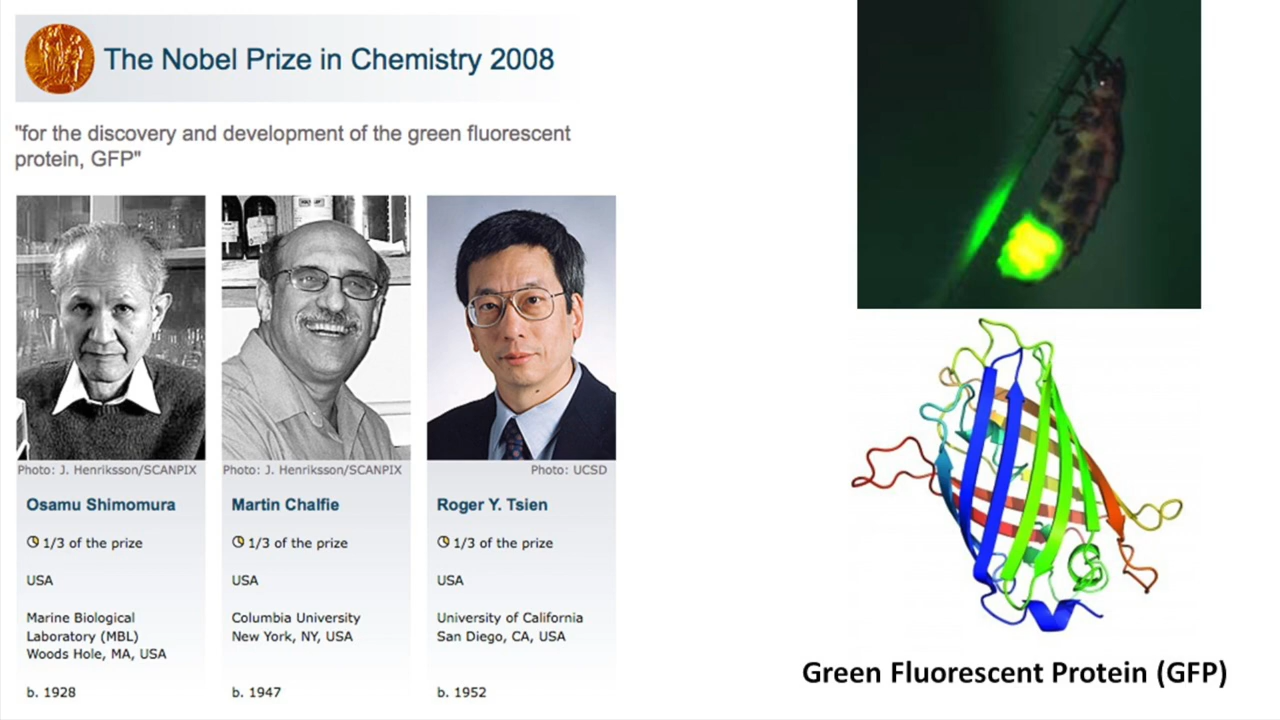 The Nobel Prize in Chemistry 2008
"for the discovery and development of the green fluorescent
protein, GFP"
Photo: J. Henriksson/SCANPIX
Osamu Shimomura
1/3 of the prize
USA
Marine Biological
Laboratory (MBL)
Woods Hole, MA, USA
b. 1928
Photo: J. Henriksson/SCANPIX
Martin Chalfie
1/3 of the prize
USA
Columbia University
New York, NY, USA
b. 1947
Photo: UCSD
Roger Y. Tsien
1/3 of the prize
USA
University of California
San Diego, CA, USA
b. 1952
Green Fluorescent Protein (GFP)